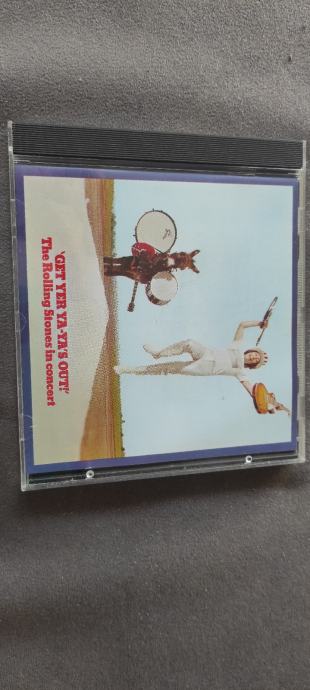 'GET YER YA-YA'S OUT!'
The Rolling Stones in concert